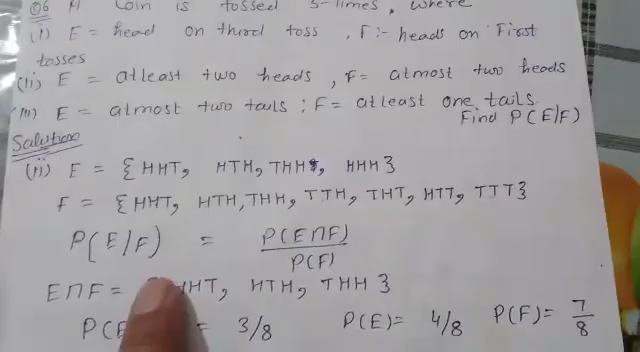 Q6 A Coin is tossed 3-times, where
(i) E = head on third toss, F :- heads on First
tosses
(ii) E = atleast two heads, F = atmost two heads
(iii) E = atmost two tails ; F = atleast one tails
Find P(E/F)
Solution
(ii) E = {HHT, HTH, THH, HHH}
F = {HHT, HTH, THH, TTH, THT, HTT, TTT}
P(E/F) = P(E∩F)/P(F)
E∩F = HHT, HTH, THH}
= 3/8 P(E) = 4/8 P(F) = 7/8